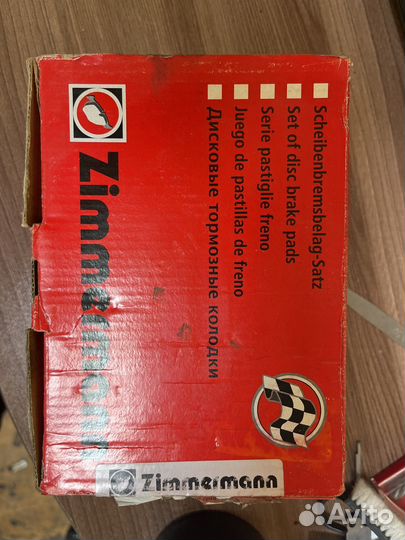 Zimmermann
Scheibenbremsbelag-Satz
Set of disc brake pads
Serie pastiglie freno
Juego de pastillas de freno
Дисковые тормозные колодки
Zimmermann
Avito